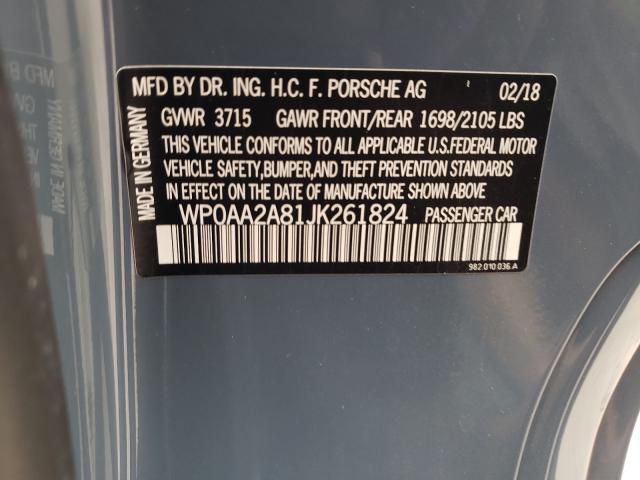 MFD BY DR. ING. H.C. F. PORSCHE AG 02/18
GVWR 3715 GAWR FRONT/REAR 1698/2105 LBS
THIS VEHICLE CONFORMS TO ALL APPLICABLE U.S.FEDERAL MOTOR
VEHICLE SAFETY,BUMPER,AND THEFT PREVENTION STANDARDS
IN EFFECT ON THE DATE OF MANUFACTURE SHOWN ABOVE
WP0AA2A81JK261824 PASSENGER CAR
982.010.036.A
MADE IN GERMANY